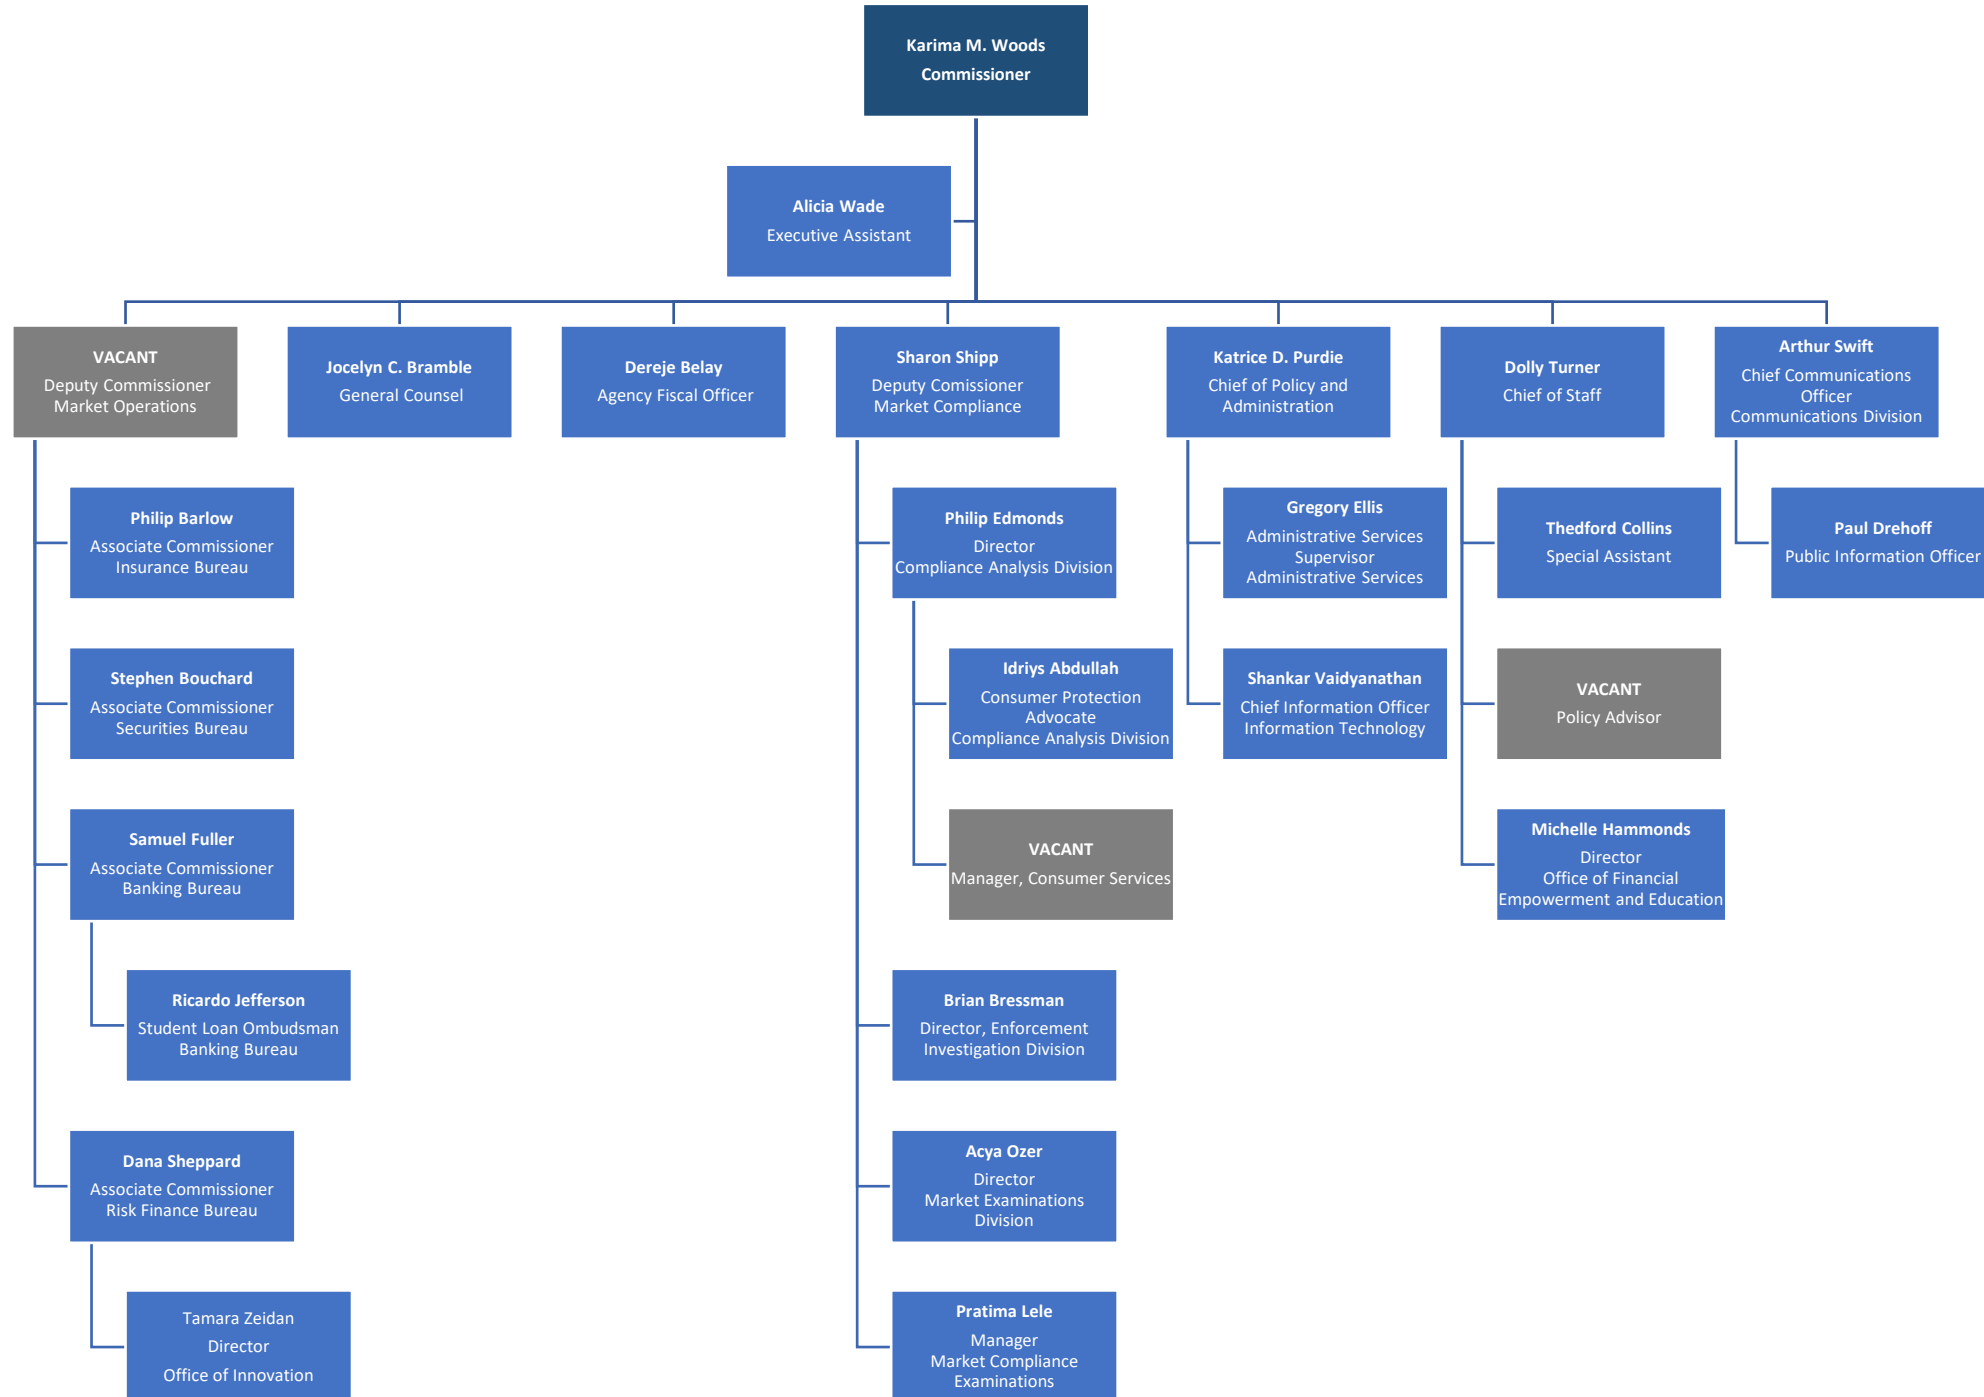 Karima M. Woods
Commissioner
Alicia Wade
Executive Assistant
VACANT
Deputy Commissioner
Market Operations
Jocelyn C. Bramble
General Counsel
Dereje Belay
Agency Fiscal Officer
Sharon Shipp
Deputy Comissioner
Market Compliance
Katrice D. Purdie
Chief of Policy and
Administration
Dolly Turner
Chief of Staff
Arthur Swift
Chief Communications
Officer
Communications Division
Philip Barlow
Associate Commissioner
Insurance Bureau
Stephen Bouchard
Associate Commissioner
Securities Bureau
Samuel Fuller
Associate Commissioner
Banking Bureau
Ricardo Jefferson
Student Loan Ombudsman
Banking Bureau
Dana Sheppard
Associate Commissioner
Risk Finance Bureau
Tamara Zeidan
Director
Office of Innovation
Philip Edmonds
Director
Compliance Analysis Division
Idriys Abdullah
Consumer Protection
Advocate
Compliance Analysis Division
VACANT
Manager, Consumer Services
Brian Bressman
Director, Enforcement
Investigation Division
Acya Ozer
Director
Market Examinations
Division
Pratima Lele
Manager
Market Compliance
Examinations
Gregory Ellis
Administrative Services
Supervisor
Administrative Services
Shankar Vaidyanathan
Chief Information Officer
Information Technology
Thedford Collins
Special Assistant
VACANT
Policy Advisor
Michelle Hammonds
Director
Office of Financial
Empowerment and Education
Paul Drehoff
Public Information Officer